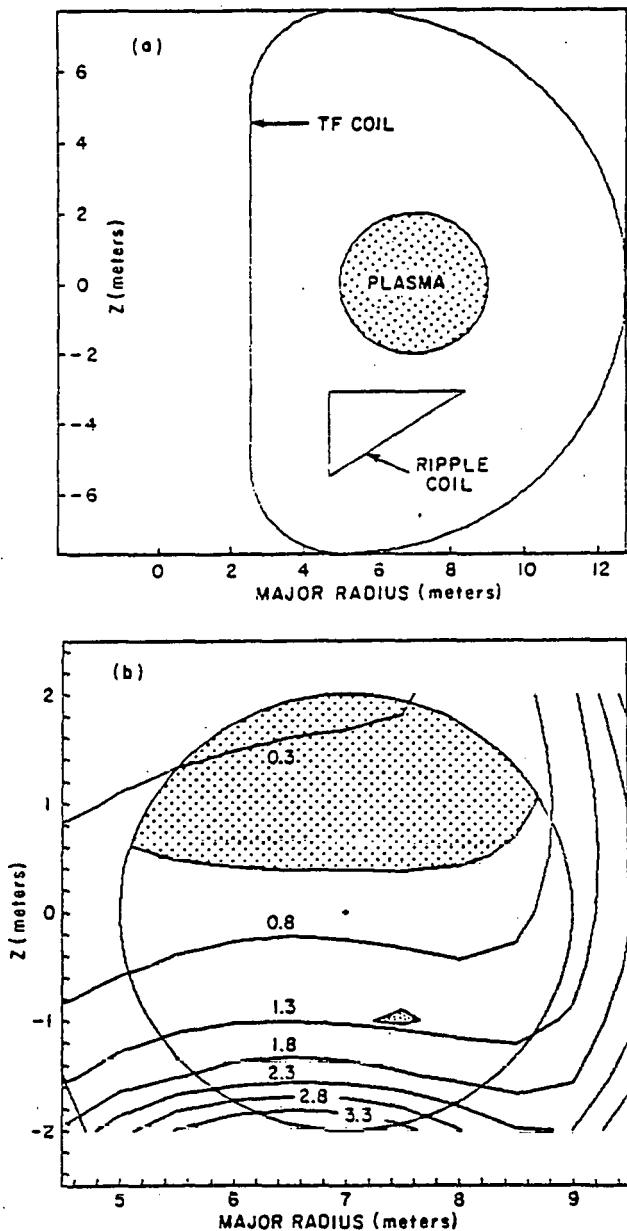 (a)
6
4
2
0
-2
-4
-6
Z (meters)
TF COIL
PLASMA
RIPPLE
COIL
0 2 4 6 8 10 12
MAJOR RADIUS (meters)
(b)
2
1
0
-1
-2
Z (meters)
0.3
0.8
1.3
1.8
2.3
2.8
3.3
5 6 7 8 9
MAJOR RADIUS (meters)